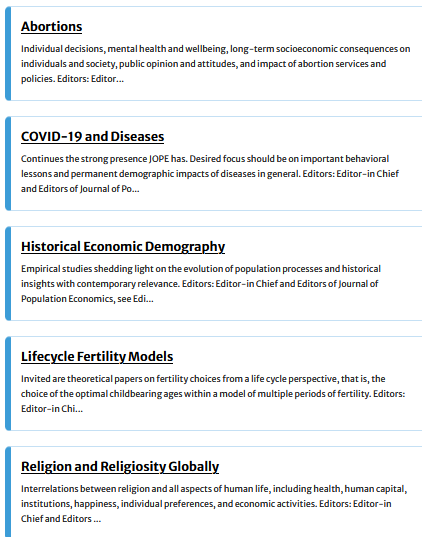 Abortions
Individual decisions, mental health and wellbeing, long-term socioeconomic consequences on
individuals and society, public opinion and attitudes, and impact of abortion services and
policies. Editors: Editor...
COVID-19 and Diseases
Continues the strong presence JOPE has. Desired focus should be on important behavioral
lessons and permanent demographic impacts of diseases in general. Editors: Editor-in Chief
and Editors of Journal of Po...
Historical Economic Demography
Empirical studies shedding light on the evolution of population processes and historical
insights with contemporary relevance. Editors: Editor-in Chief and Editors of Journal of
Population Economics, see Edi...
Lifecycle Fertility Models
Invited are theoretical papers on fertility choices from a life cycle perspective, that is, the
choice of the optimal childbearing ages within a model of multiple periods of fertility. Editors:
Editor-in Chi...
Religion and Religiosity Globally
Interrelations between religion and all aspects of human life, including health, human capital,
institutions, happiness, individual preferences, and economic activities. Editors: Editor-in
Chief and Editors ...